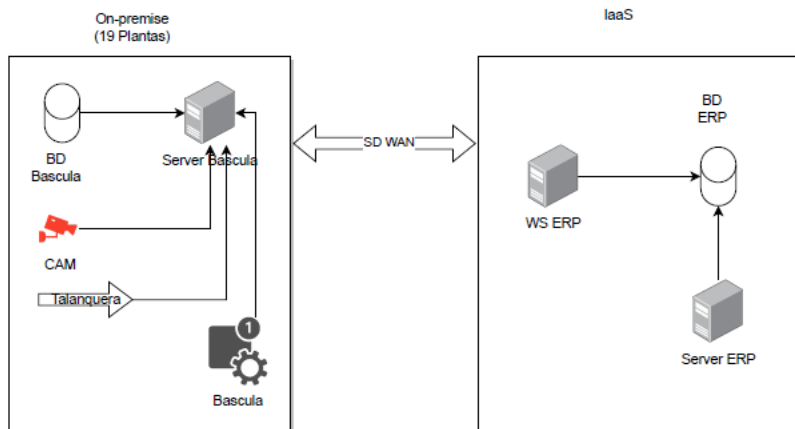 On-premise
(19 Plantas)
IaaS
BD
Bascula
Server Bascula
SD WAN
BD
ERP
WS ERP
CAM
Talanquera
1
Bascula
Server ERP